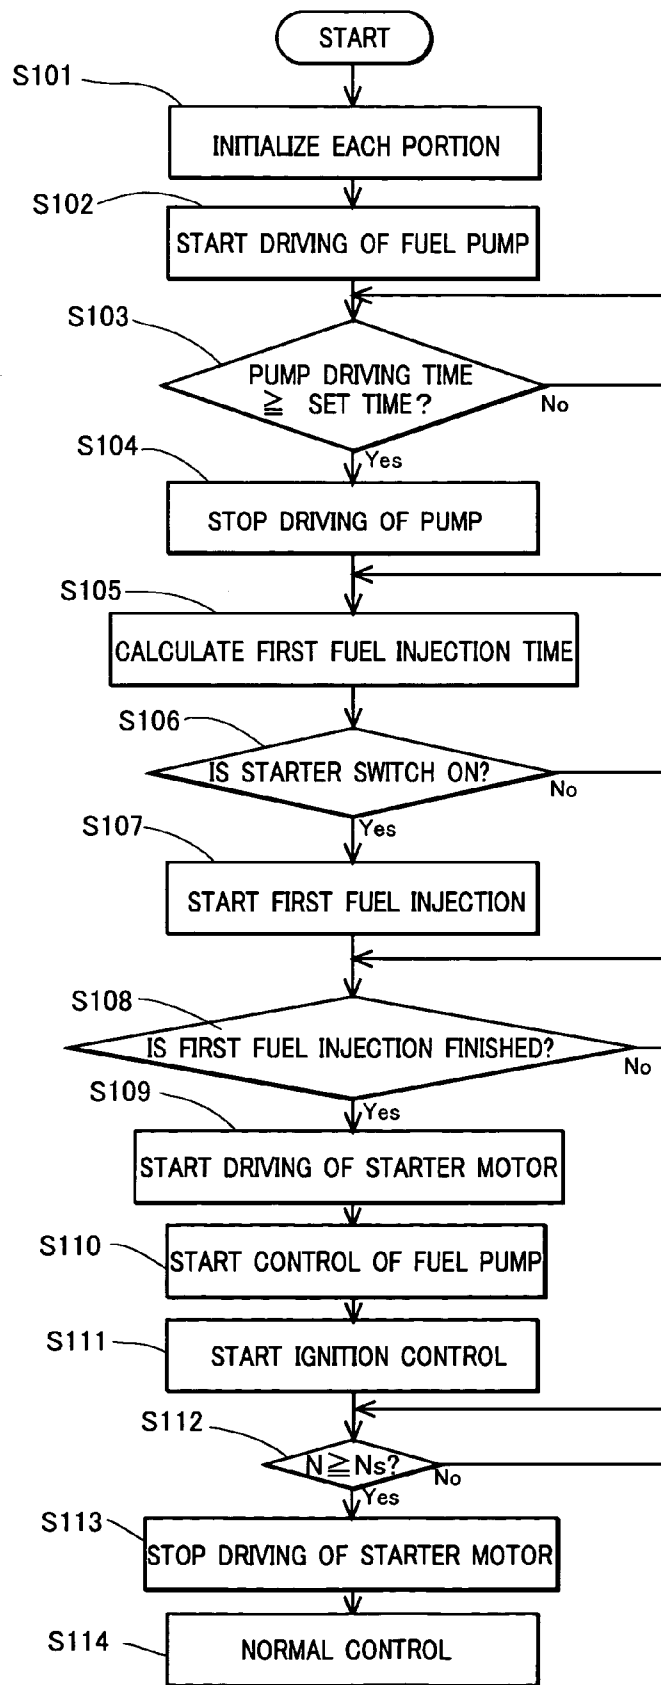 START
S101
INITIALIZE EACH PORTION
S102
START DRIVING OF FUEL PUMP
S103
PUMP DRIVING TIME
≧ SET TIME?
No
Yes
S104
STOP DRIVING OF PUMP
S105
CALCULATE FIRST FUEL INJECTION TIME
S106
IS STARTER SWITCH ON?
No
Yes
S107
START FIRST FUEL INJECTION
S108
IS FIRST FUEL INJECTION FINISHED?
No
Yes
S109
START DRIVING OF STARTER MOTOR
S110
START CONTROL OF FUEL PUMP
S111
START IGNITION CONTROL
S112
N≧Ns?
No
Yes
S113
STOP DRIVING OF STARTER MOTOR
S114
NORMAL CONTROL